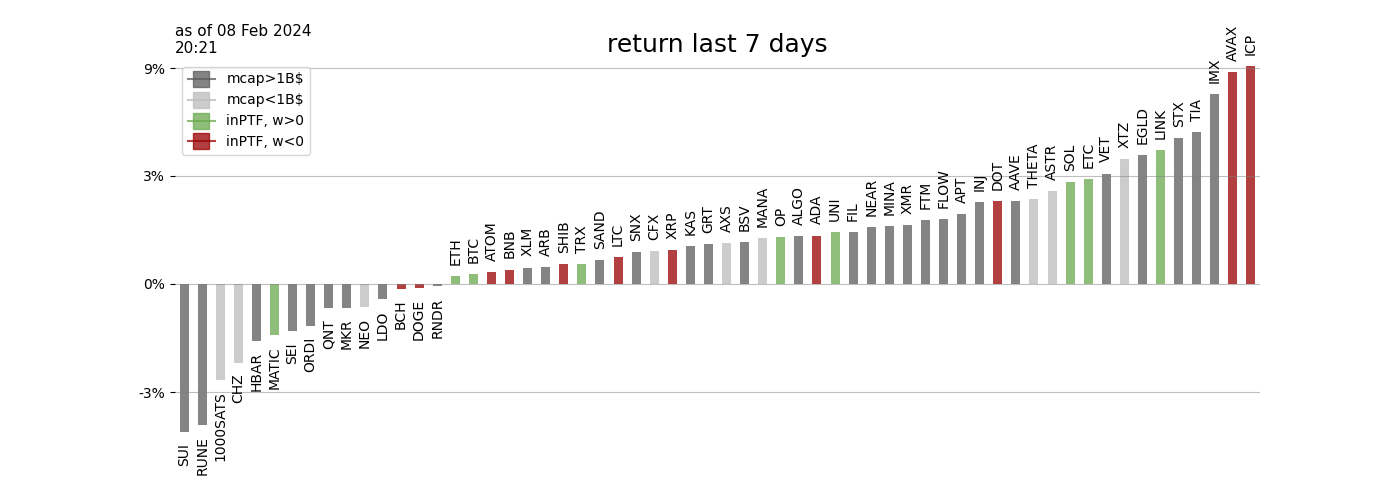 as of 08 Feb 2024
20:21
return last 7 days
mcap>1B$
mcap<1B$
inPTF, w>0
inPTF, w<0
9%
3%
0%
-3%
SUI
RUNE
1000SATS
CHZ
HBAR
MATIC
SEI
ORDI
QNT
MKR
NEO
LDO
BCH
DOGE
RNDR
ETH
BTC
ATOM
BNB
XLM
ARB
SHIB
TRX
SAND
LTC
SNX
CFX
XRP
KAS
GRT
AXS
BSV
MANA
OP
ALGO
ADA
UNI
FIL
NEAR
MINA
XMR
FTM
FLOW
APT
INJ
DOT
AAVE
THETA
ASTR
SOL
ETC
VET
XTZ
EGLD
LINK
STX
TIA
IMX
AVAX
ICP